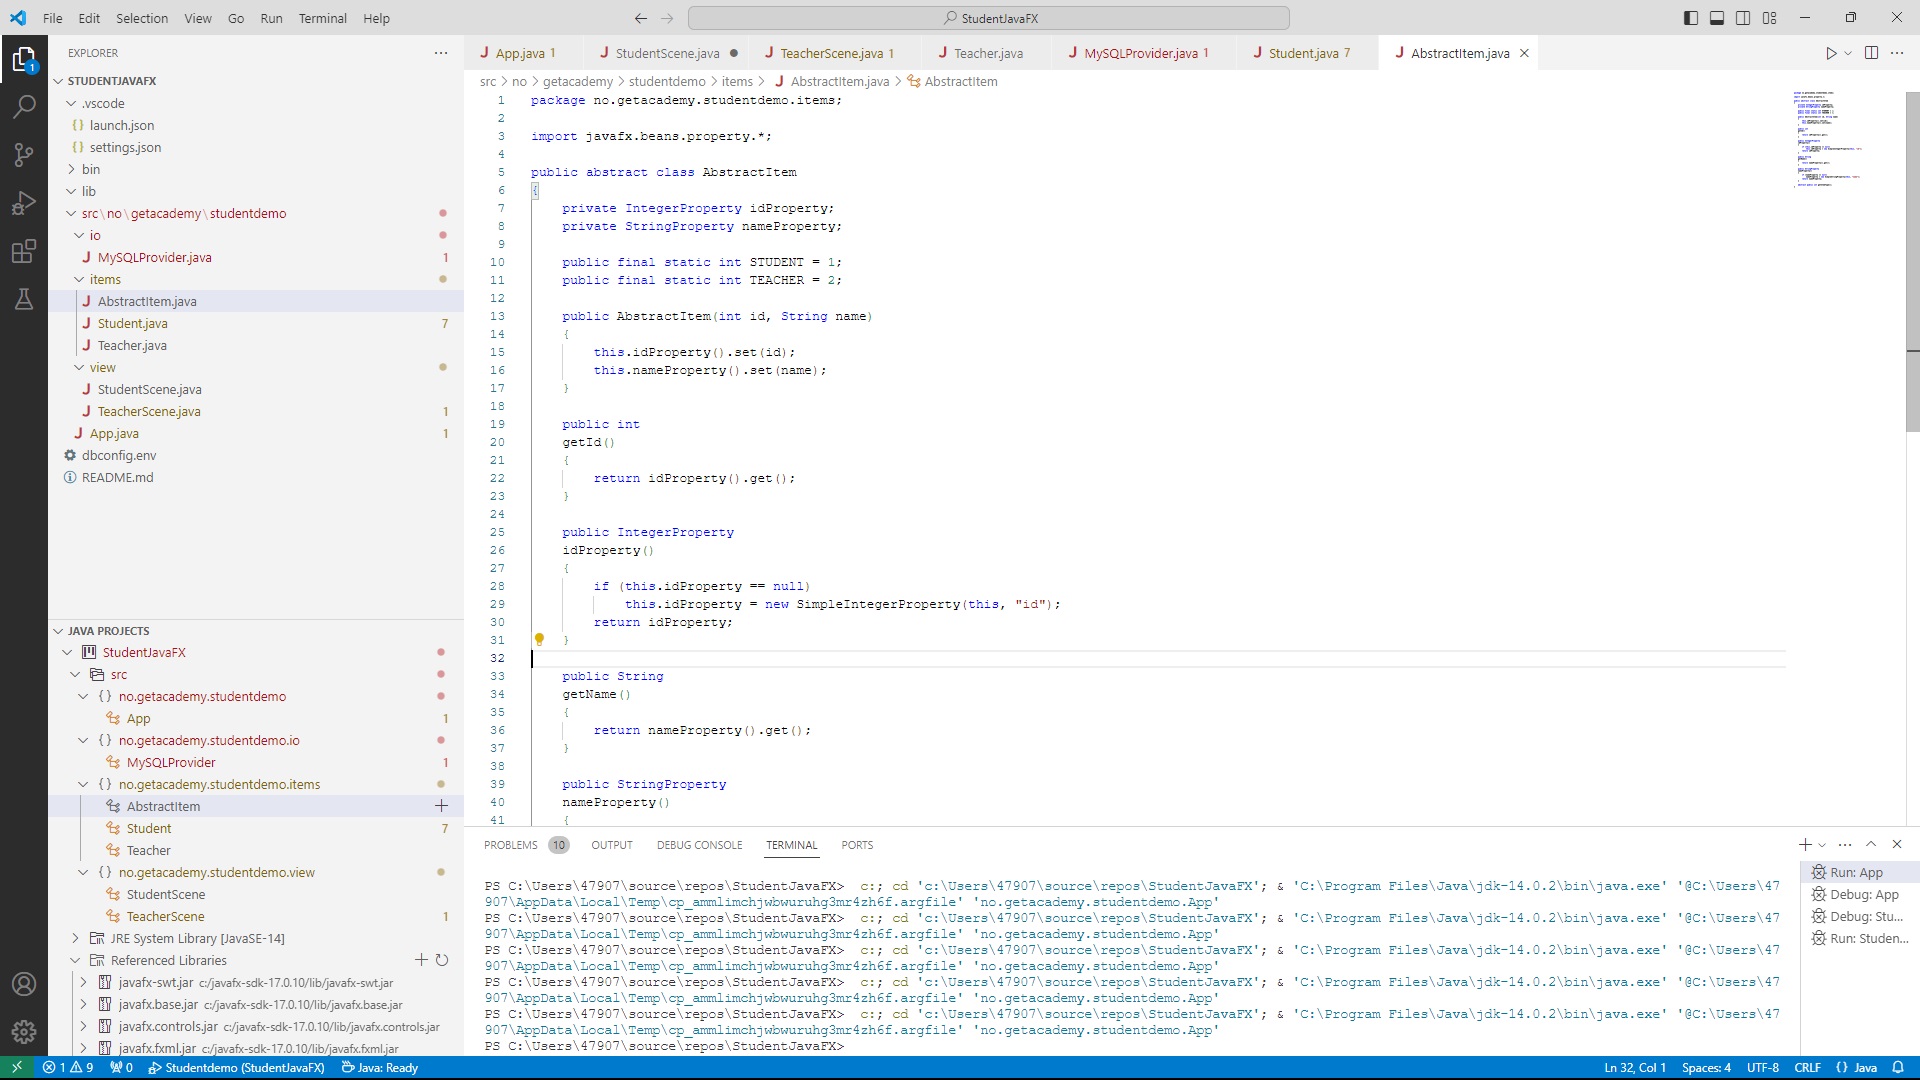 File Edit Selection View Go Run Terminal Help
StudentJavaFX
EXPLORER
STUDENTJAVAFX
.vscode
launch.json
settings.json
bin
lib
src\no\getacademy\studentdemo
io
MySQLProvider.java 1
items
AbstractItem.java
Student.java 7
Teacher.java
view
StudentScene.java
TeacherScene.java 1
App.java 1
dbconfig.env
README.md
JAVA PROJECTS
StudentJavaFX
src
no.getacademy.studentdemo
App 1
no.getacademy.studentdemo.io
MySQLProvider 1
no.getacademy.studentdemo.items
AbstractItem
Student 7
Teacher
no.getacademy.studentdemo.view
StudentScene
TeacherScene 1
JRE System Library [JavaSE-14]
Referenced Libraries
javafx-swt.jar c:/javafx-sdk-17.0.10/lib/javafx-swt.jar
javafx.base.jar c:/javafx-sdk-17.0.10/lib/javafx.base.jar
javafx.controls.jar c:/javafx-sdk-17.0.10/lib/javafx.controls.jar
javafx.fxml.jar c:/javafx-sdk-17.0.10/lib/javafx.fxml.jar
App.java 1 StudentScene.java TeacherScene.java 1 Teacher.java MySQLProvider.java 1 Student.java 7 AbstractItem.java
src > no > getacademy > studentdemo > items > AbstractItem.java > AbstractItem
1 package no.getacademy.studentdemo.items;
2
3 import javafx.beans.property.*;
4
5 public abstract class AbstractItem
6 {
7 private IntegerProperty idProperty;
8 private StringProperty nameProperty;
9
10 public final static int STUDENT = 1;
11 public final static int TEACHER = 2;
12
13 public AbstractItem(int id, String name)
14 {
15 this.idProperty().set(id);
16 this.nameProperty().set(name);
17 }
18
19 public int
20 getId()
21 {
22 return idProperty().get();
23 }
24
25 public IntegerProperty
26 idProperty()
27 {
28 if (this.idProperty == null)
29 this.idProperty = new SimpleIntegerProperty(this, "id");
30 return idProperty;
31 }
32
33 public String
34 getName()
35 {
36 return nameProperty().get();
37 }
38
39 public StringProperty
40 nameProperty()
41 {
PROBLEMS 10 OUTPUT DEBUG CONSOLE TERMINAL PORTS
PS C:\Users\47907\source\repos\StudentJavaFX> c:; cd 'c:\Users\47907\source\repos\StudentJavaFX'; & 'C:\Program Files\Java\jdk-14.0.2\bin\java.exe' '@C:\Users\47
907\AppData\Local\Temp\cp_ammlimchjwbwuruhg3mr4zh6f.argfile' 'no.getacademy.studentdemo.App'
PS C:\Users\47907\source\repos\StudentJavaFX> c:; cd 'c:\Users\47907\source\repos\StudentJavaFX'; & 'C:\Program Files\Java\jdk-14.0.2\bin\java.exe' '@C:\Users\47
907\AppData\Local\Temp\cp_ammlimchjwbwuruhg3mr4zh6f.argfile' 'no.getacademy.studentdemo.App'
PS C:\Users\47907\source\repos\StudentJavaFX> c:; cd 'c:\Users\47907\source\repos\StudentJavaFX'; & 'C:\Program Files\Java\jdk-14.0.2\bin\java.exe' '@C:\Users\47
907\AppData\Local\Temp\cp_ammlimchjwbwuruhg3mr4zh6f.argfile' 'no.getacademy.studentdemo.App'
PS C:\Users\47907\source\repos\StudentJavaFX> c:; cd 'c:\Users\47907\source\repos\StudentJavaFX'; & 'C:\Program Files\Java\jdk-14.0.2\bin\java.exe' '@C:\Users\47
907\AppData\Local\Temp\cp_ammlimchjwbwuruhg3mr4zh6f.argfile' 'no.getacademy.studentdemo.App'
PS C:\Users\47907\source\repos\StudentJavaFX> c:; cd 'c:\Users\47907\source\repos\StudentJavaFX'; & 'C:\Program Files\Java\jdk-14.0.2\bin\java.exe' '@C:\Users\47
907\AppData\Local\Temp\cp_ammlimchjwbwuruhg3mr4zh6f.argfile' 'no.getacademy.studentdemo.App'
PS C:\Users\47907\source\repos\StudentJavaFX>
Run: App
Debug: App
Debug: Stu...
Run: Studen...
1 9 0 Studentdemo (StudentJavaFX) Java: Ready Ln 32, Col 1 Spaces: 4 UTF-8 CRLF {} Java